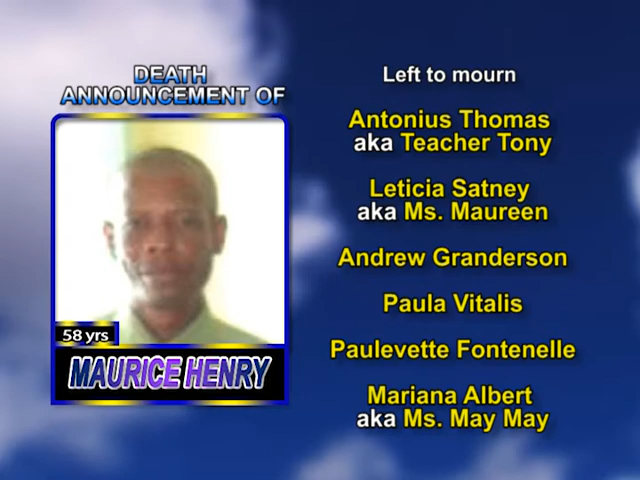 DEATH
ANNOUNCEMENT OF
58 yrs
MAURICE HENRY
Left to mourn
Antonius Thomas
aka Teacher Tony
Leticia Satney
aka Ms. Maureen
Andrew Granderson
Paula Vitalis
Paulevette Fontenelle
Mariana Albert
aka Ms. May May